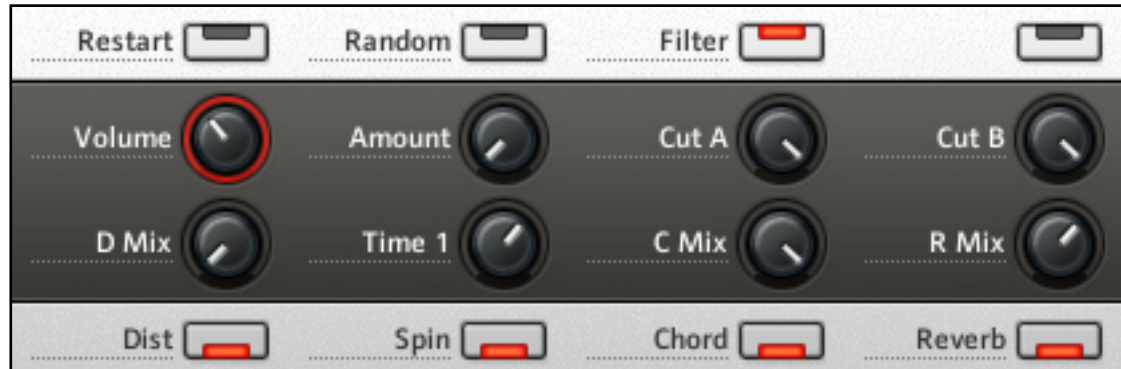 Restart Random Filter
Volume Amount Cut A Cut B
D Mix Time 1 C Mix R Mix
Dist Spin Chord Reverb